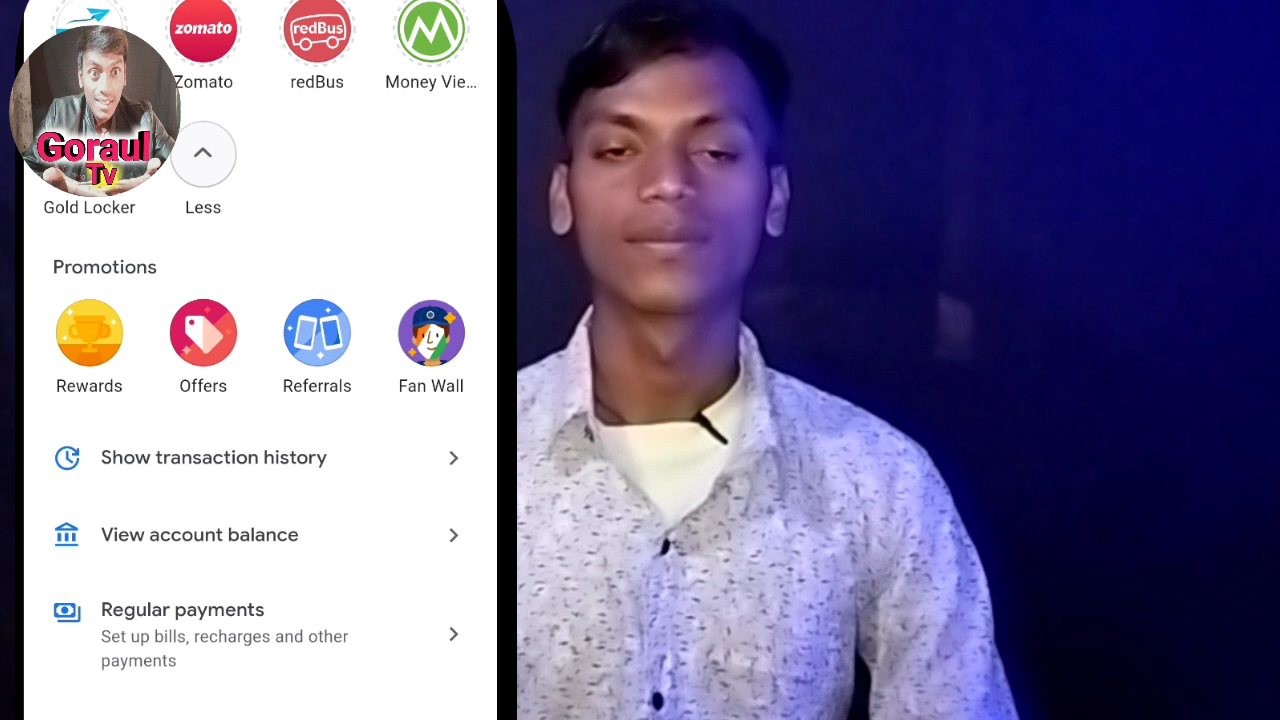 zomato
redBus
Zomato
redBus
Money Vie...
Goraul
Tv
Gold Locker
Less
Promotions
Rewards
Offers
Referrals
Fan Wall
Show transaction history
View account balance
Regular payments
Set up bills, recharges and other
payments